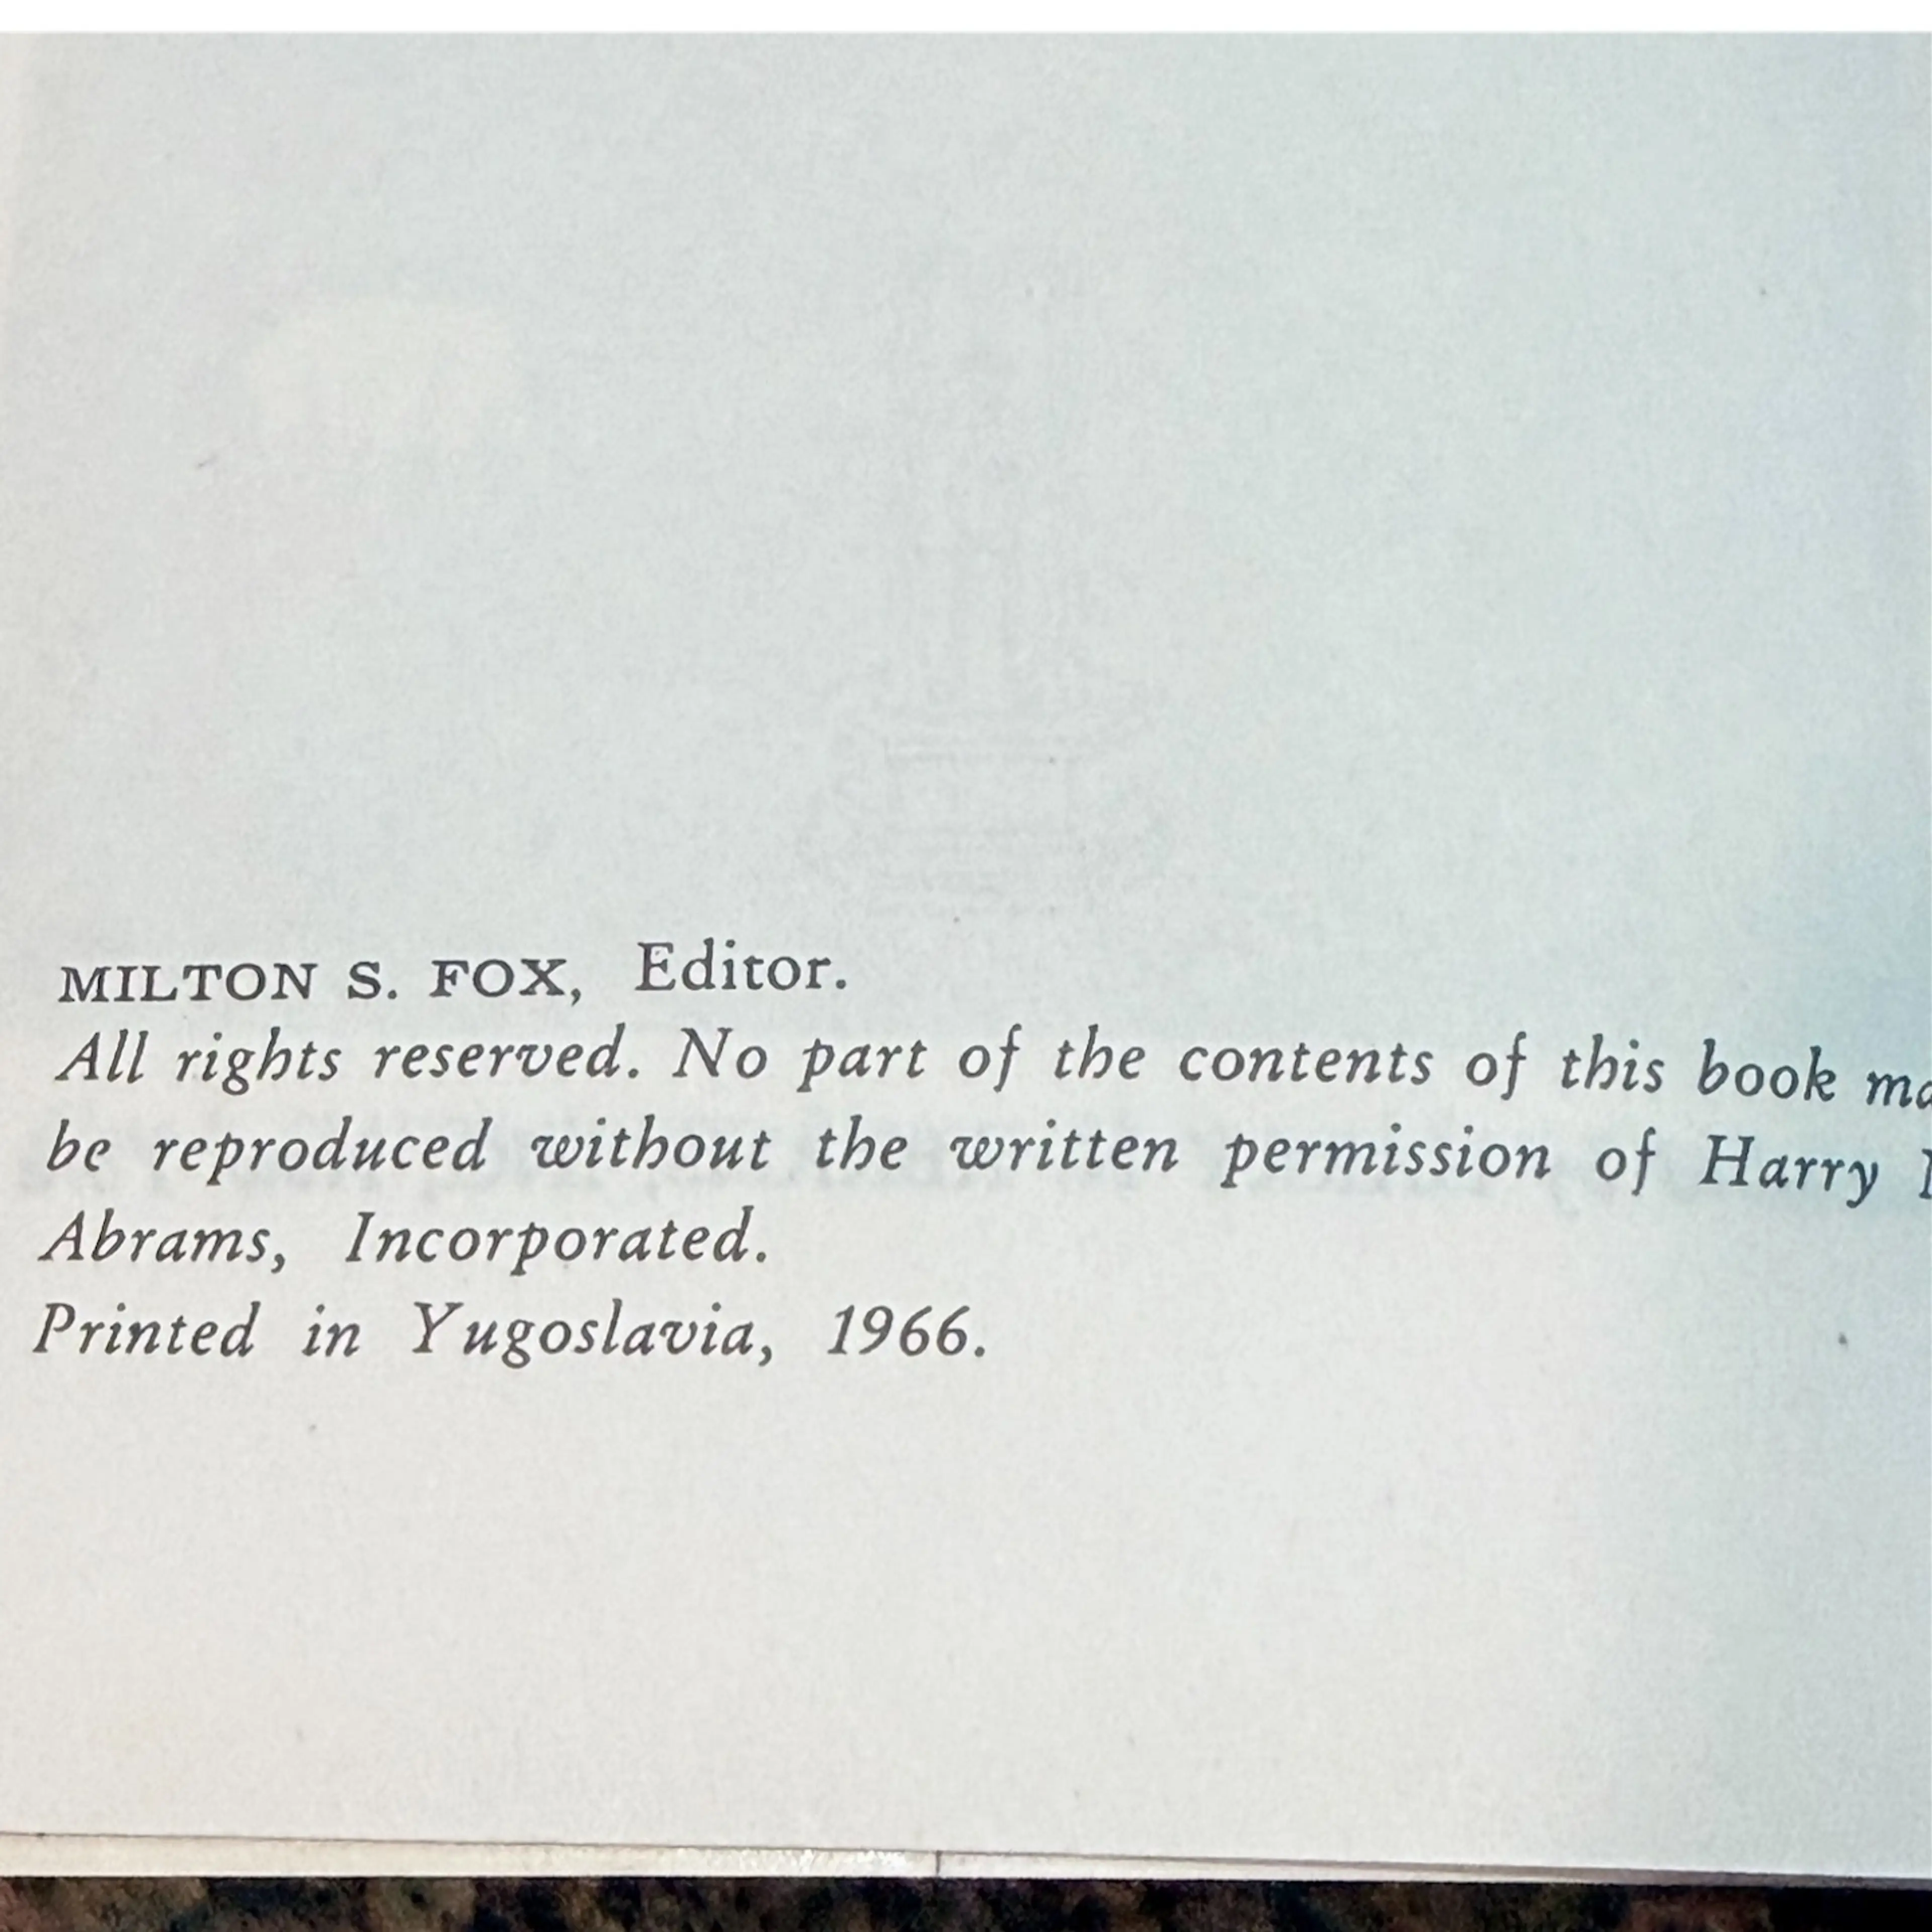 MILTON S. FOX, Editor.
All rights reserved. No part of the contents of this book
be reproduced without the written permission of Harry
Abrams, Incorporated.
Printed in Yugoslavia, 1966.